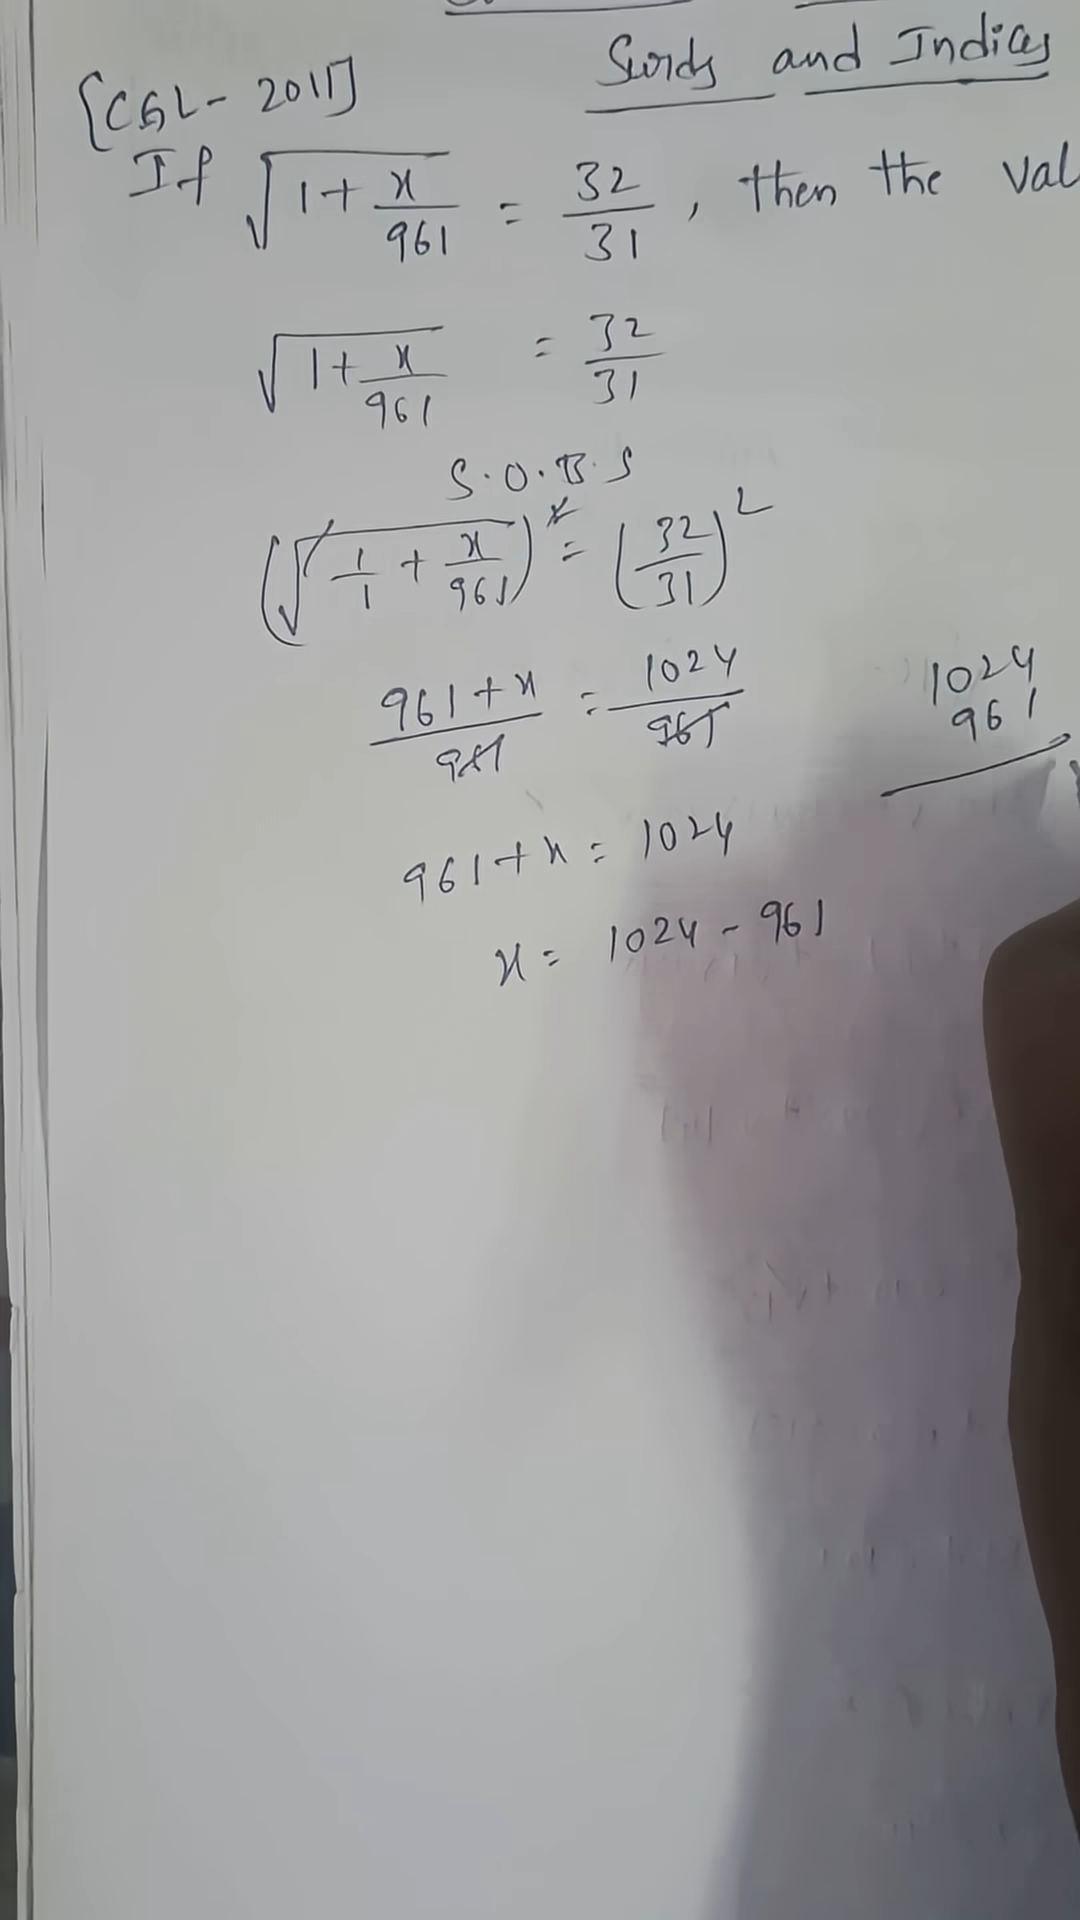 Surds and Indices
[CGL-2011]
If √(1 + x/961) = 32/31, then the val
√(1 + x/961) = 32/31
S.O.B.S
(√(1/1 + x/961))² = (32/31)²
(961 + x)/961 = 1024/961
1024
961
961 + x = 1024
x = 1024 - 961